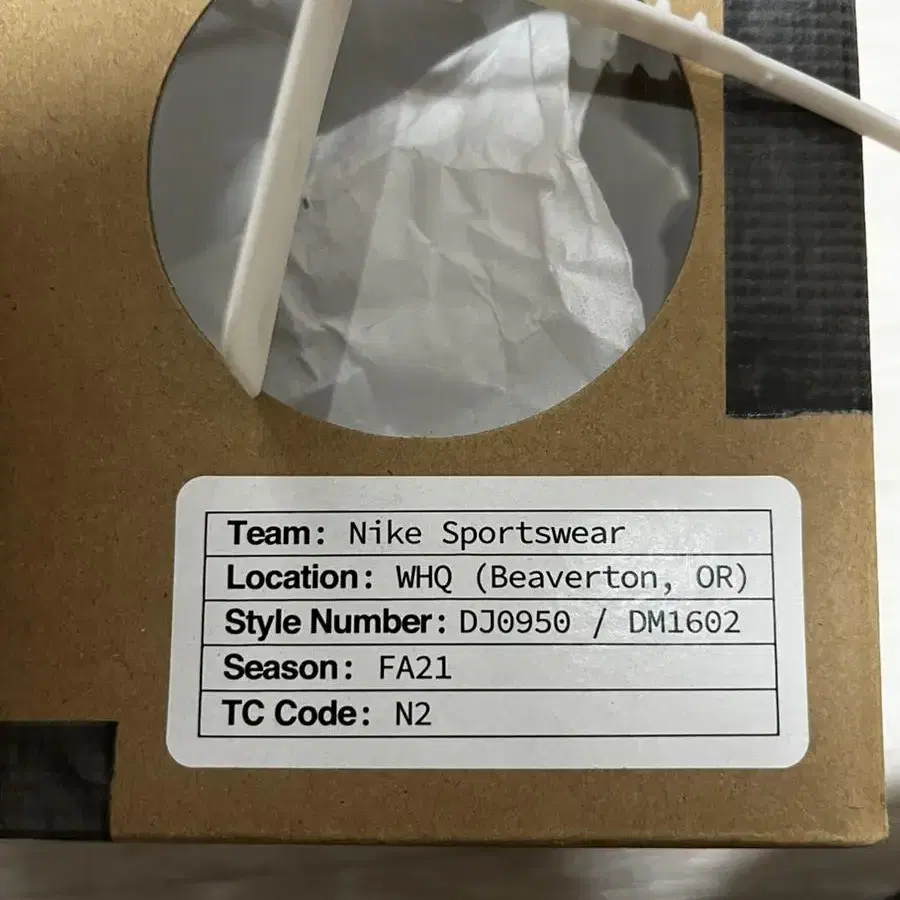 Team: Nike Sportswear
Location: WHQ (Beaverton, OR)
Style Number: DJ0950 / DM1602
Season: FA21
TC Code: N2